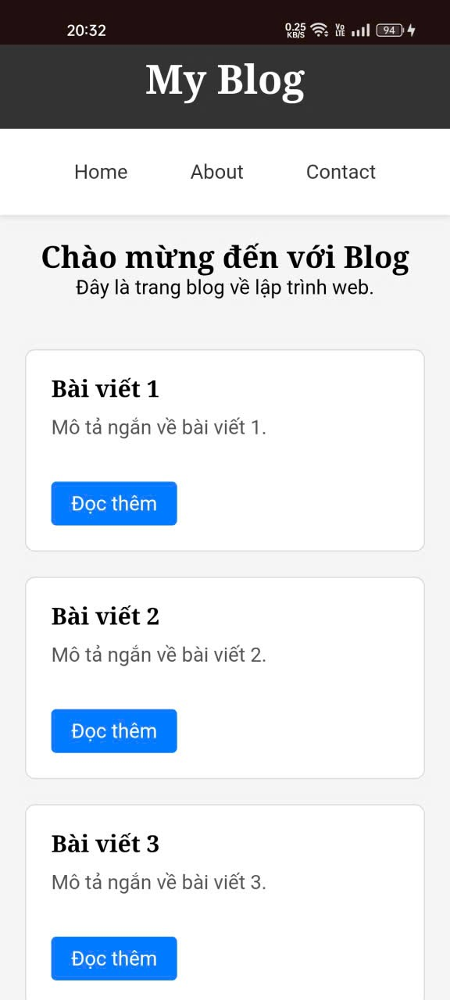 20:32
0.25 KB/S
Vo LTE
94
My Blog
Home About Contact
Chào mừng đến với Blog
Đây là trang blog về lập trình web.
Bài viết 1
Mô tả ngắn về bài viết 1.
Đọc thêm
Bài viết 2
Mô tả ngắn về bài viết 2.
Đọc thêm
Bài viết 3
Mô tả ngắn về bài viết 3.
Đọc thêm